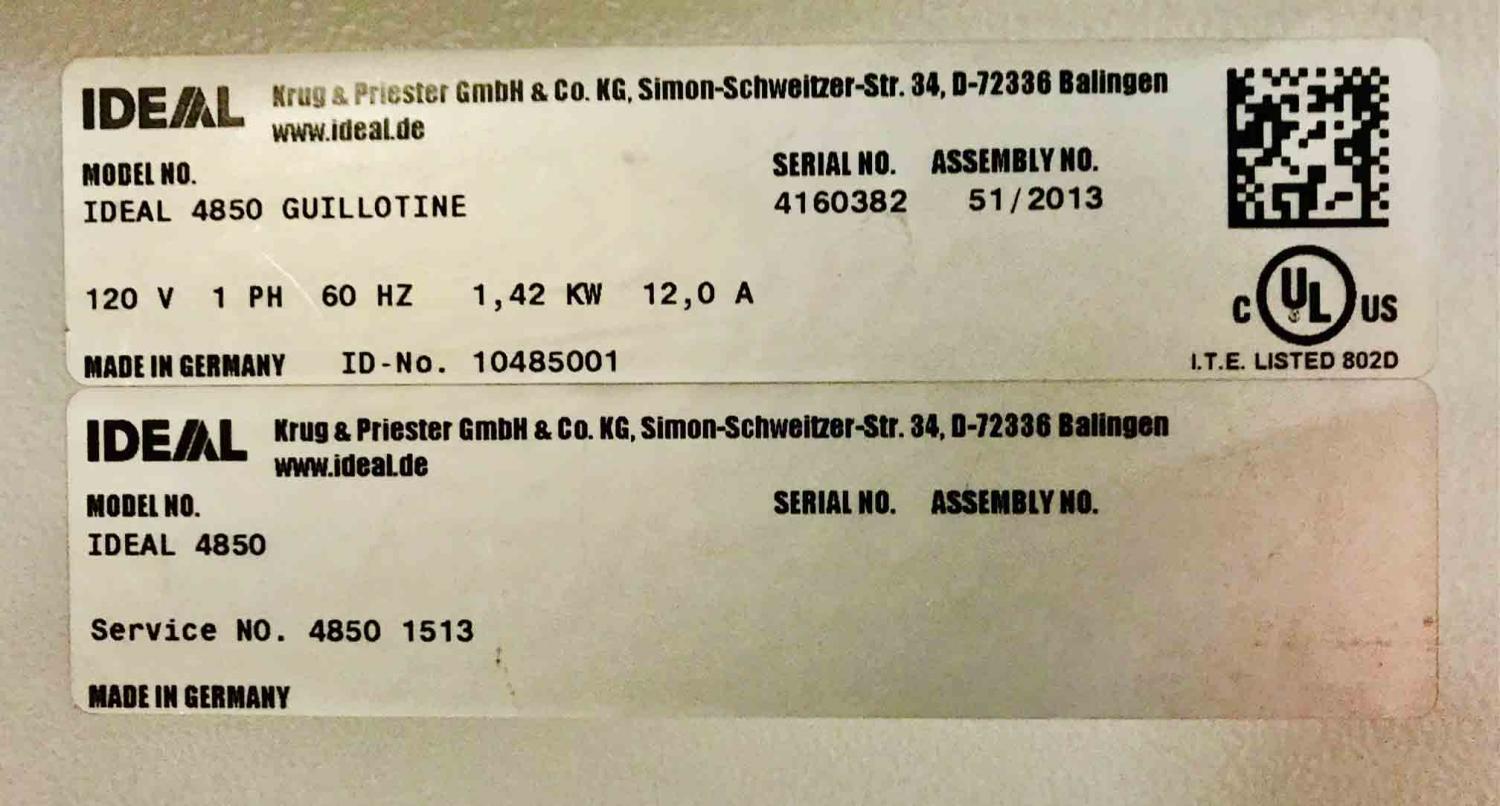 IDEAL Krug & Priester GmbH & Co. KG, Simon-Schweitzer-Str. 34, D-72336 Balingen
www.ideal.de
MODEL NO. SERIAL NO. ASSEMBLY NO.
IDEAL 4850 GUILLOTINE 4160382 51/2013
120 V 1 PH 60 HZ 1,42 KW 12,0 A
C UL US
MADE IN GERMANY ID-No. 10485001 I.T.E. LISTED 802D
IDEAL Krug & Priester GmbH & Co. KG, Simon-Schweitzer-Str. 34, D-72336 Balingen
www.ideal.de
MODEL NO. SERIAL NO. ASSEMBLY NO.
IDEAL 4850
Service NO. 4850 1513
MADE IN GERMANY